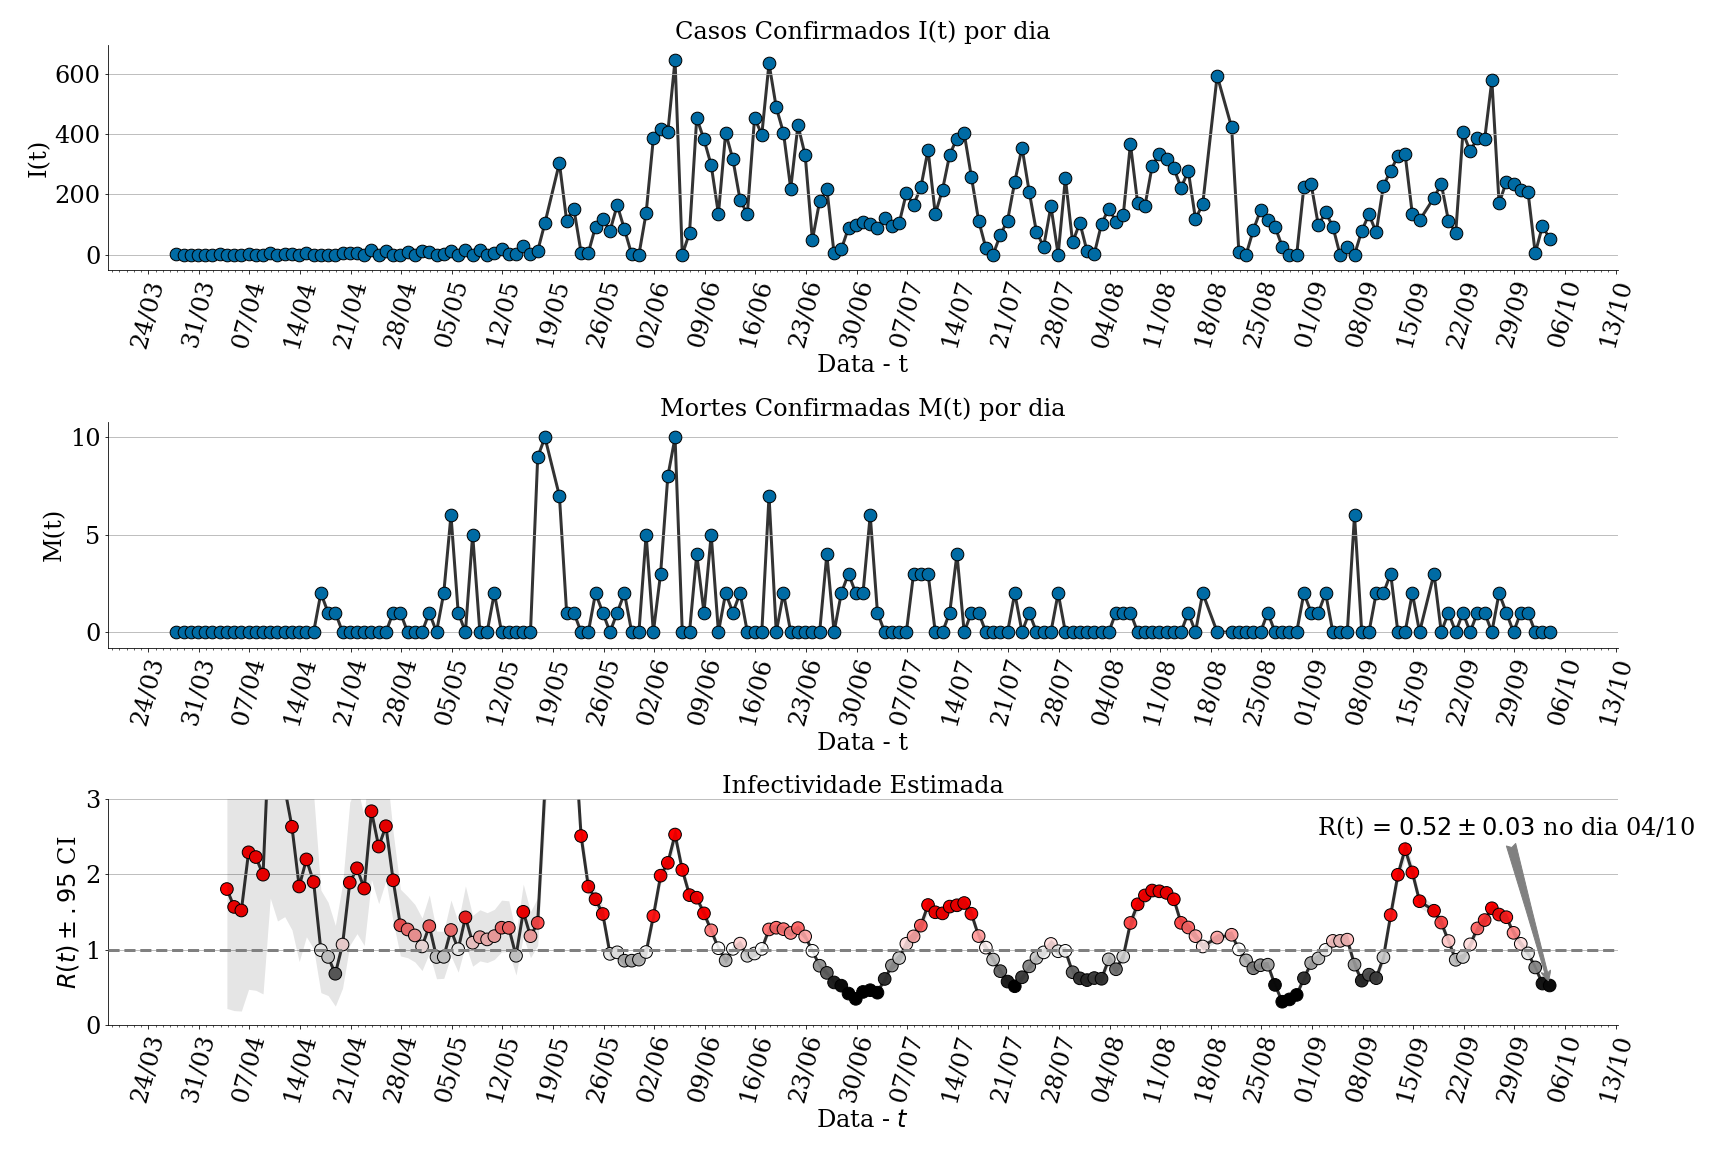 Casos Confirmados I(t) por dia
I(t)
600
400
200
0
24/03 31/03 07/04 14/04 21/04 28/04 05/05 12/05 19/05 26/05 02/06 09/06 16/06 23/06 30/06 07/07 14/07 21/07 28/07 04/08 11/08 18/08 25/08 01/09 08/09 15/09 22/09 29/09 06/10 13/10
Data - t
Mortes Confirmadas M(t) por dia
M(t)
10
5
0
24/03 31/03 07/04 14/04 21/04 28/04 05/05 12/05 19/05 26/05 02/06 09/06 16/06 23/06 30/06 07/07 14/07 21/07 28/07 04/08 11/08 18/08 25/08 01/09 08/09 15/09 22/09 29/09 06/10 13/10
Data - t
Infectividade Estimada
R(t) ± .95 CI
3
R(t) = 0.52 ± 0.03 no dia 04/10
2
1
0
24/03 31/03 07/04 14/04 21/04 28/04 05/05 12/05 19/05 26/05 02/06 09/06 16/06 23/06 30/06 07/07 14/07 21/07 28/07 04/08 11/08 18/08 25/08 01/09 08/09 15/09 22/09 29/09 06/10 13/10
Data - t